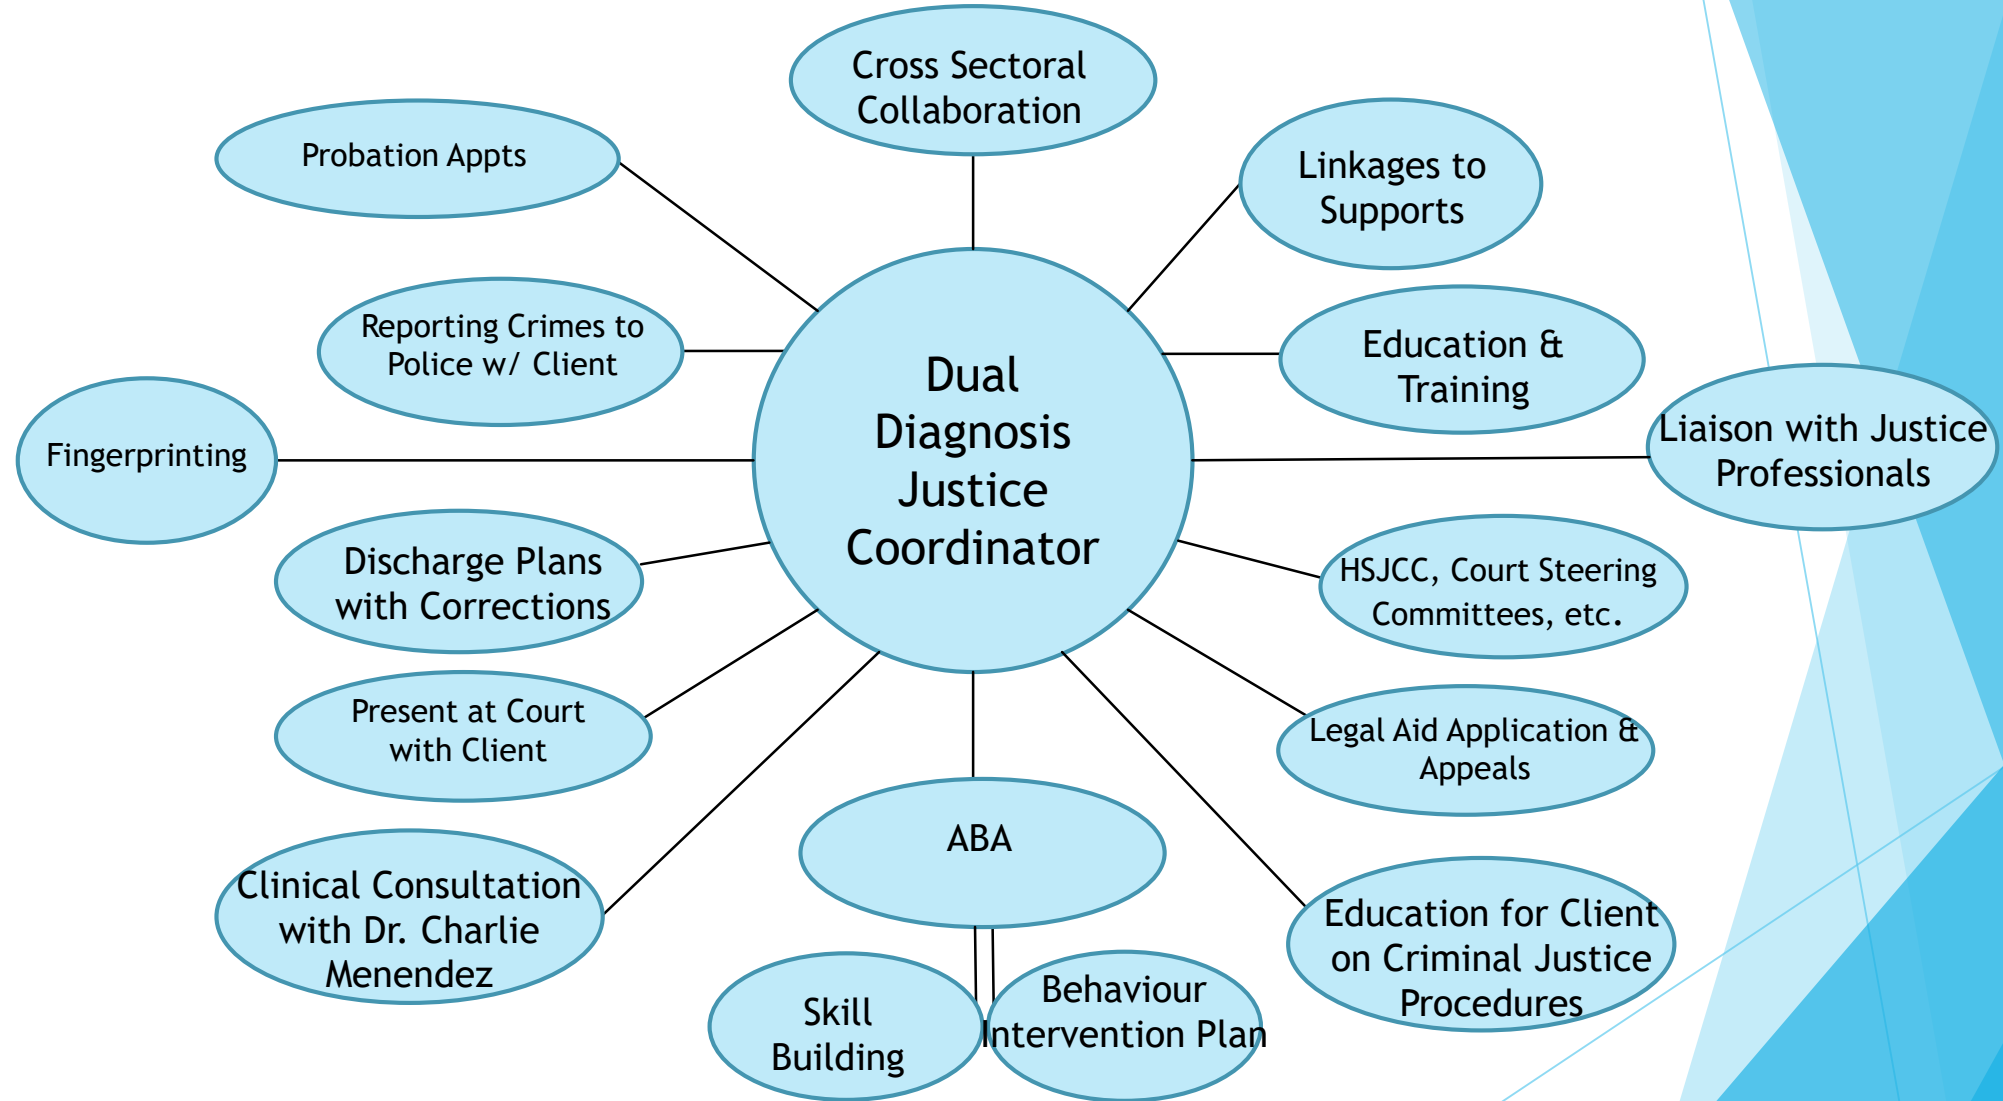 Cross Sectoral
Collaboration
Probation Appts
Linkages to
Supports
Reporting Crimes to
Police w/ Client
Education &
Training
Dual
Diagnosis
Justice
Coordinator
Fingerprinting
Liaison with Justice
Professionals
Discharge Plans
with Corrections
HSJCC, Court Steering
Committees, etc.
Present at Court
with Client
Legal Aid Application &
Appeals
ABA
Clinical Consultation
with Dr. Charlie
Menendez
Education for Client
on Criminal Justice
Procedures
Skill
Building
Behaviour
Intervention Plan